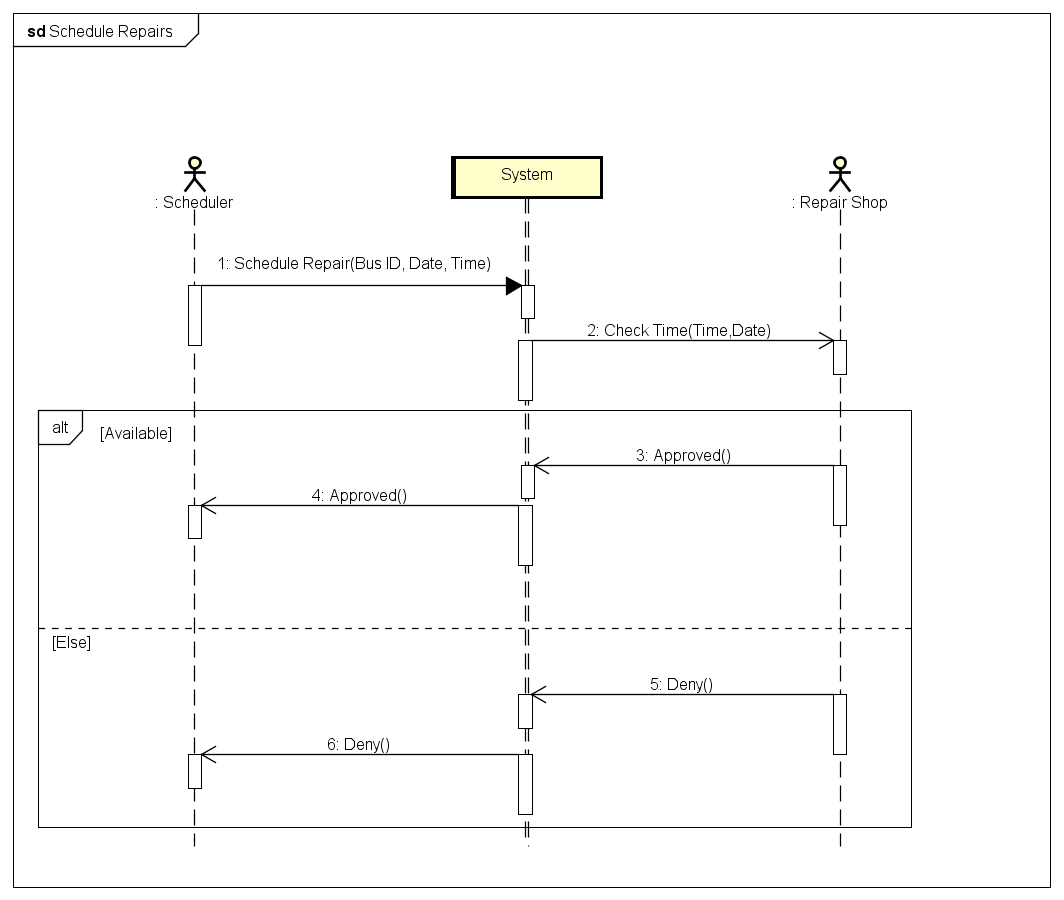 sd Schedule Repairs
System
: Scheduler
: Repair Shop
1: Schedule Repair(Bus ID, Date, Time)
2: Check Time(Time,Date)
alt
[Available]
3: Approved()
4: Approved()
[Else]
5: Deny()
6: Deny()